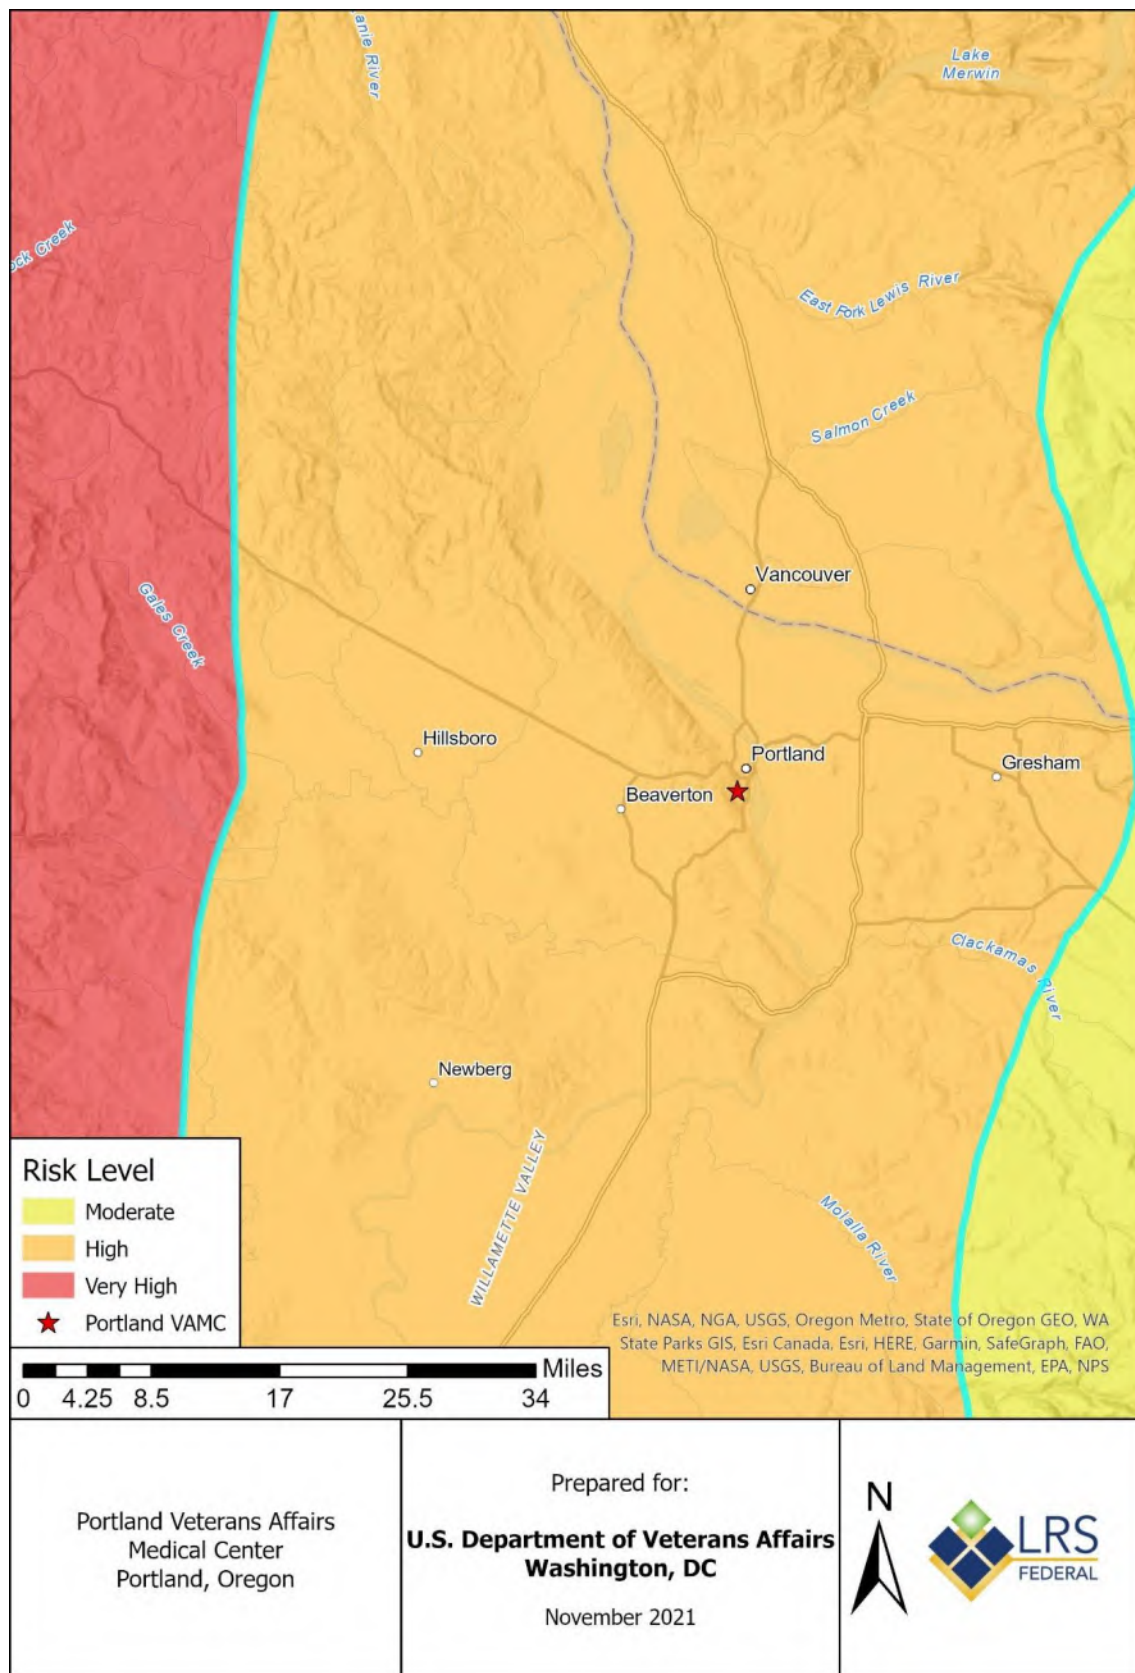 anie River
Lake
Merwin
ock Creek
East Fork Lewis River
Salmon Creek
Vancouver
Gales Creek
Hillsboro
Portland
Gresham
Beaverton
Clackamas River
Newberg
WILLAMETTE VALLEY
Molalla River
Risk Level
Moderate
High
Very High
Portland VAMC
Esri, NASA, NGA, USGS, Oregon Metro, State of Oregon GEO, WA
State Parks GIS, Esri Canada, Esri, HERE, Garmin, SafeGraph, FAO,
METI/NASA, USGS, Bureau of Land Management, EPA, NPS
Miles
0 4.25 8.5 17 25.5 34
Portland Veterans Affairs
Medical Center
Portland, Oregon
Prepared for:
U.S. Department of Veterans Affairs
Washington, DC
November 2021
N
LRS
FEDERAL